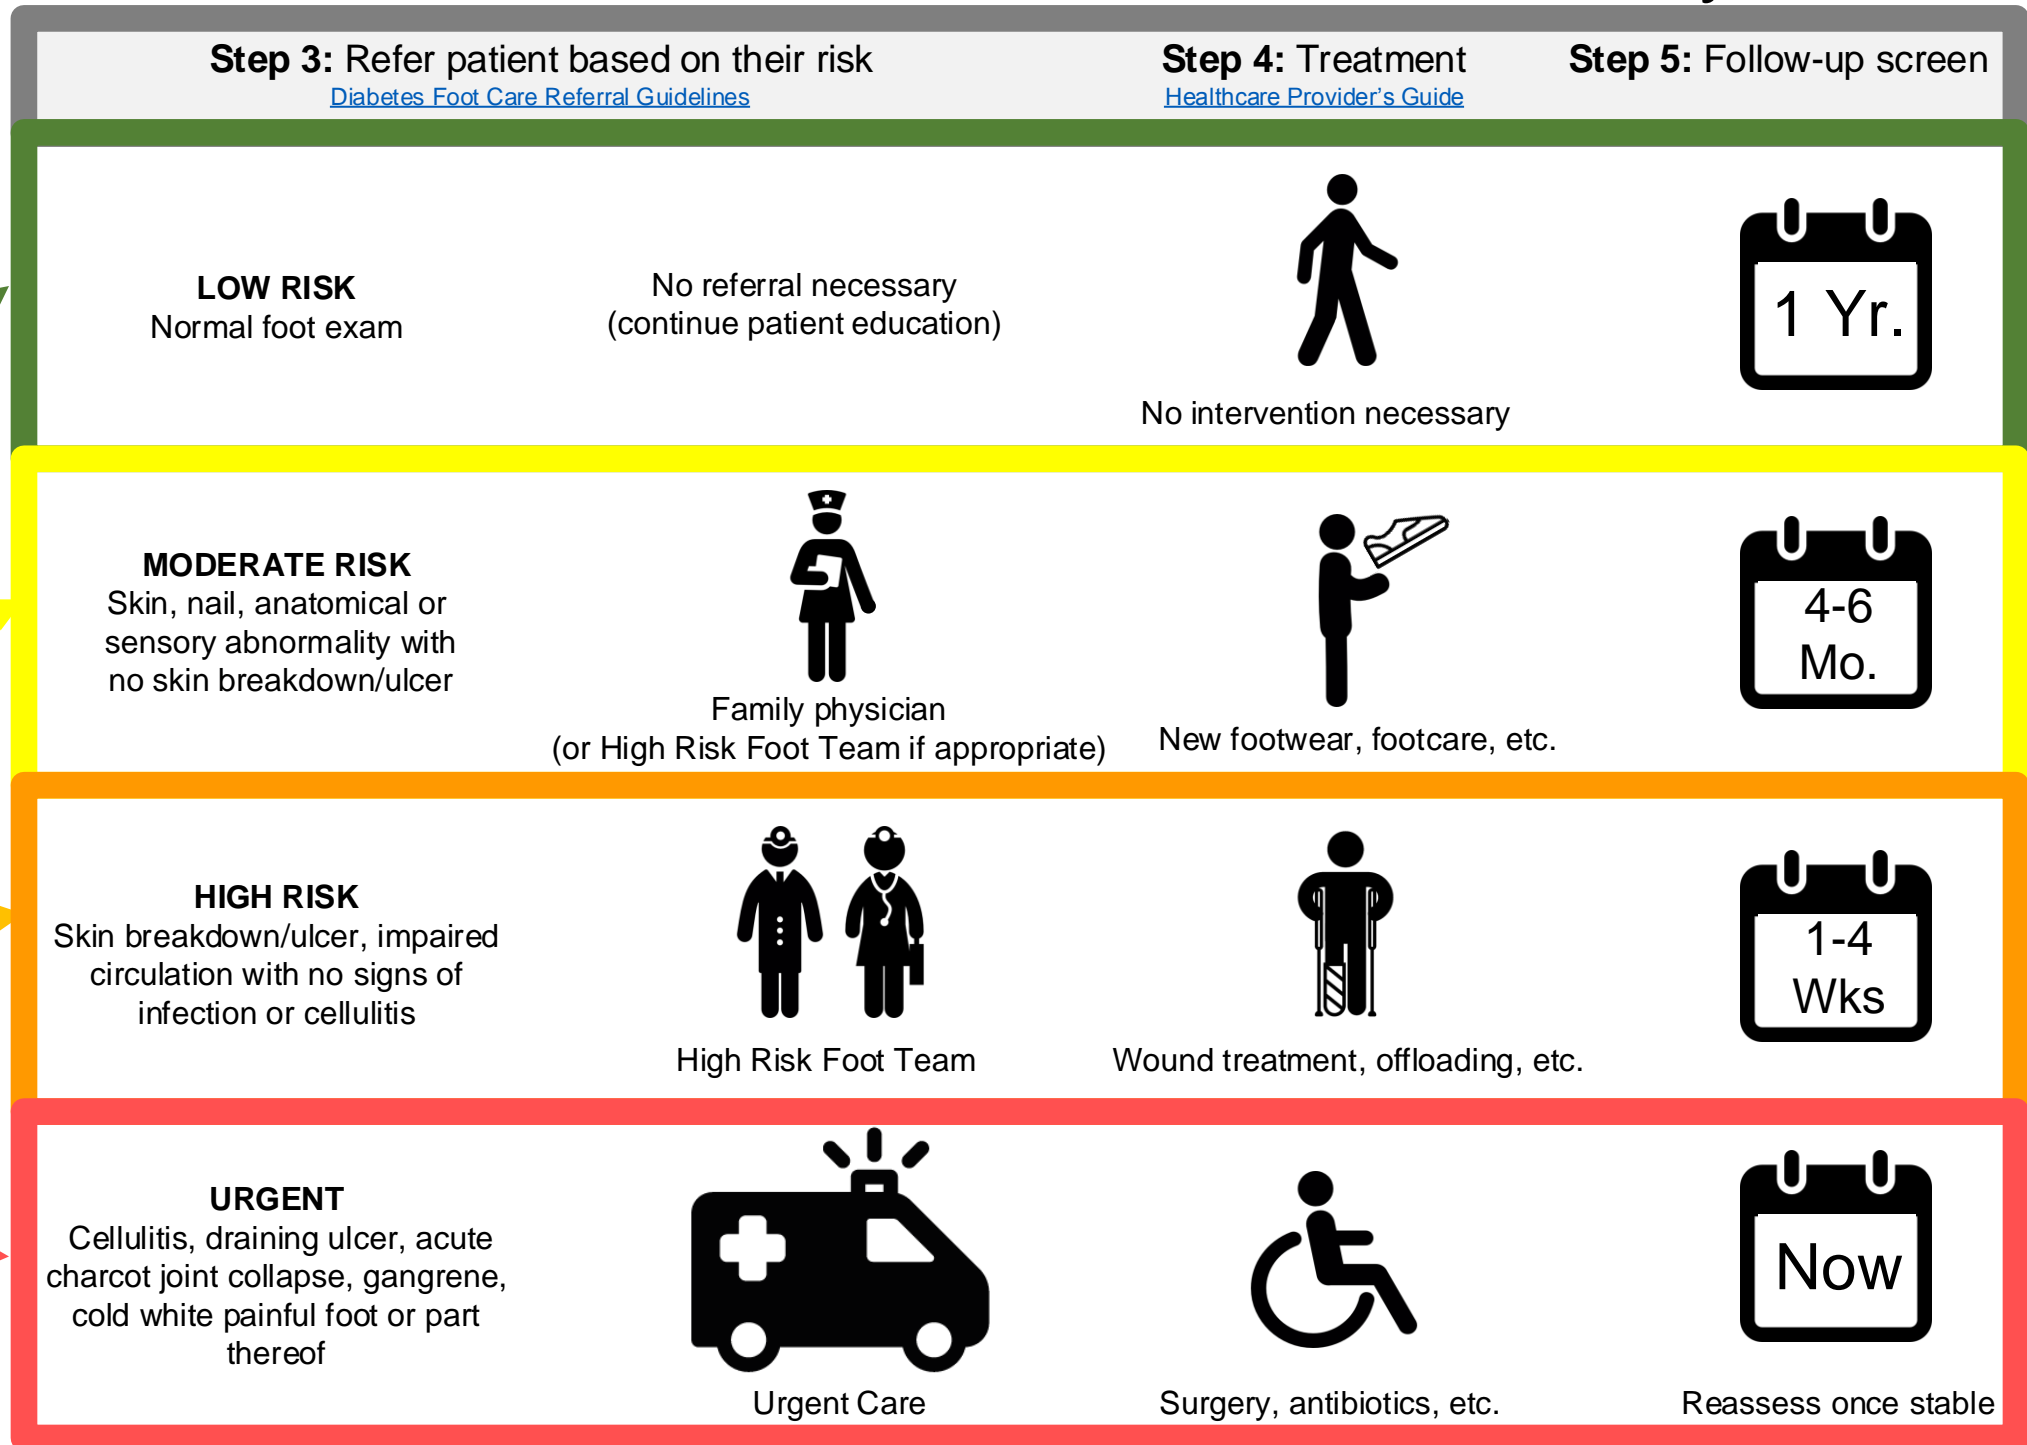 Step 3: Refer patient based on their risk
Diabetes Foot Care Referral Guidelines
Step 4: Treatment
Healthcare Provider's Guide
Step 5: Follow-up screen
LOW RISK
Normal foot exam
No referral necessary
(continue patient education)
No intervention necessary
1 Yr.
MODERATE RISK
Skin, nail, anatomical or
sensory abnormality with
no skin breakdown/ulcer
Family physician
(or High Risk Foot Team if appropriate)
New footwear, footcare, etc.
4-6
Mo.
HIGH RISK
Skin breakdown/ulcer, impaired
circulation with no signs of
infection or cellulitis
High Risk Foot Team
Wound treatment, offloading, etc.
1-4
Wks
URGENT
Cellulitis, draining ulcer, acute
charcot joint collapse, gangrene,
cold white painful foot or part
thereof
Urgent Care
Surgery, antibiotics, etc.
Now
Reassess once stable